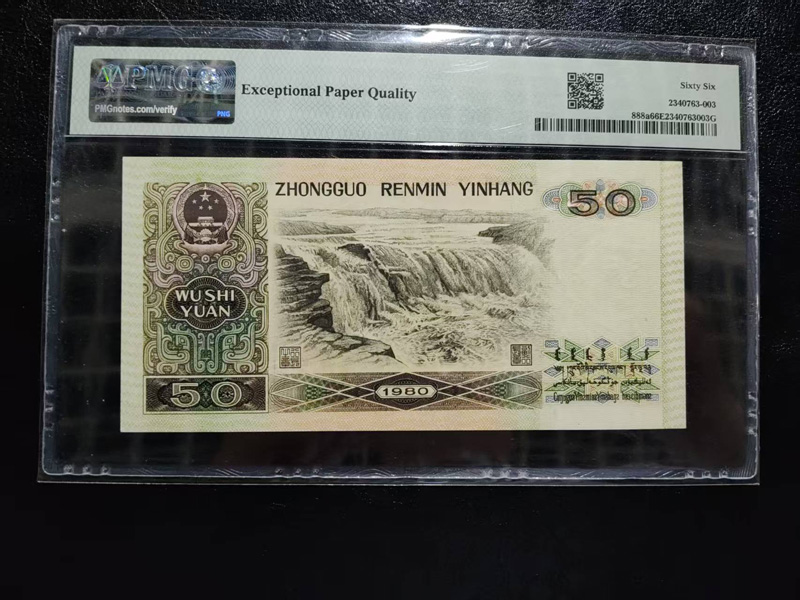 PMG
PMGnotes.com/verify
PNG
Exceptional Paper Quality
Sixty Six
2340763-003
888a66E2340763003G
ZHONGGUO RENMIN YINHANG
50
WU SHI
YUAN
50
1980